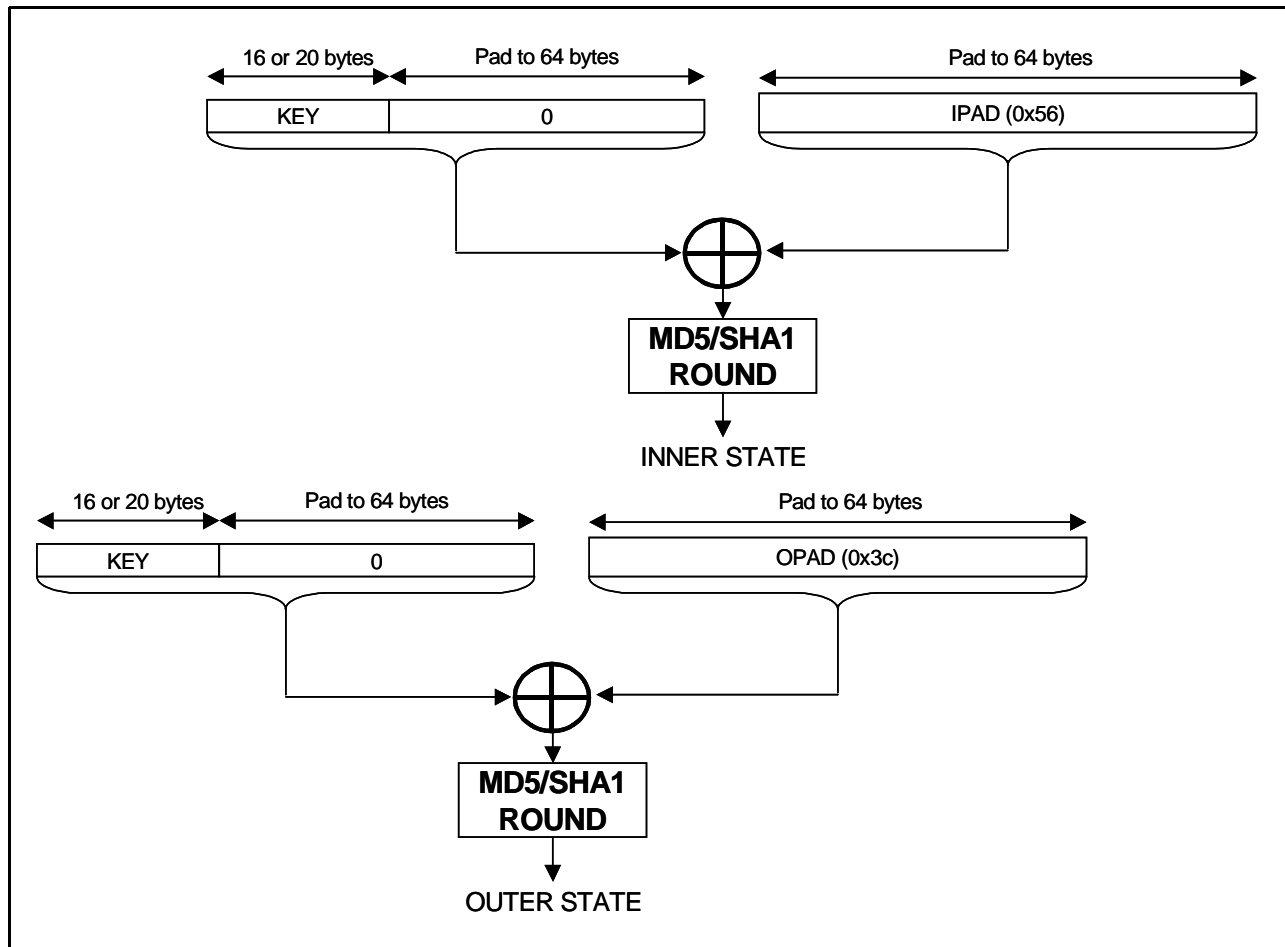 16 or 20 bytes
Pad to 64 bytes
Pad to 64 bytes
KEY
0
IPAD (0x56)
MD5/SHA1
ROUND
INNER STATE
16 or 20 bytes
Pad to 64 bytes
Pad to 64 bytes
KEY
0
OPAD (0x3c)
MD5/SHA1
ROUND
OUTER STATE